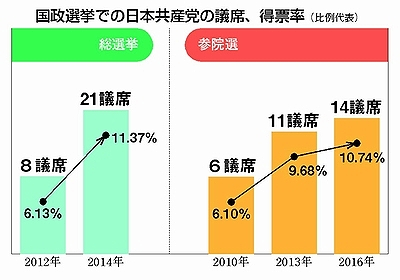 国政選挙での日本共産党の議席、得票率（比例代表）
総選挙
参院選
21議席
11.37%
8議席
6.13%
14議席
11議席
10.74%
9.68%
6議席
6.10%
2012年 2014年 2010年 2013年 2016年